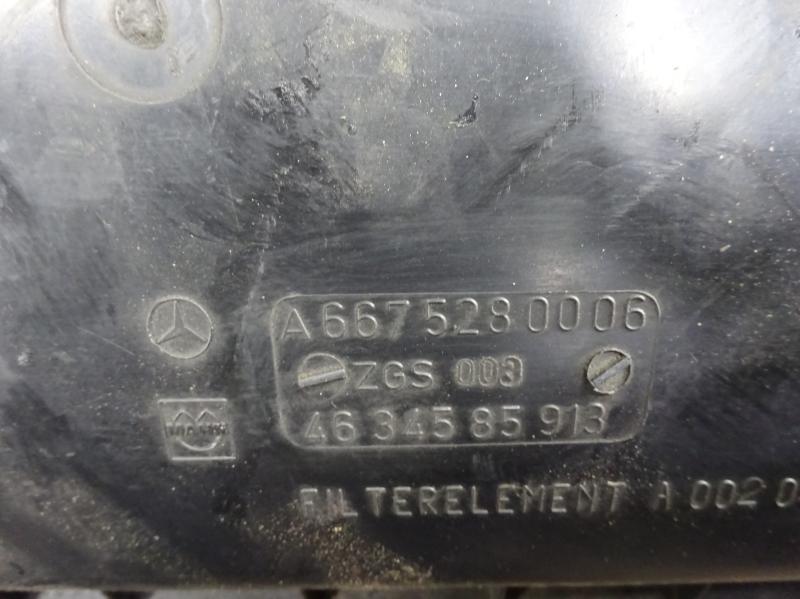 A 667 528 00 06
ZGS 003
46 345 85 913
FILTERELEMENT A 002 0